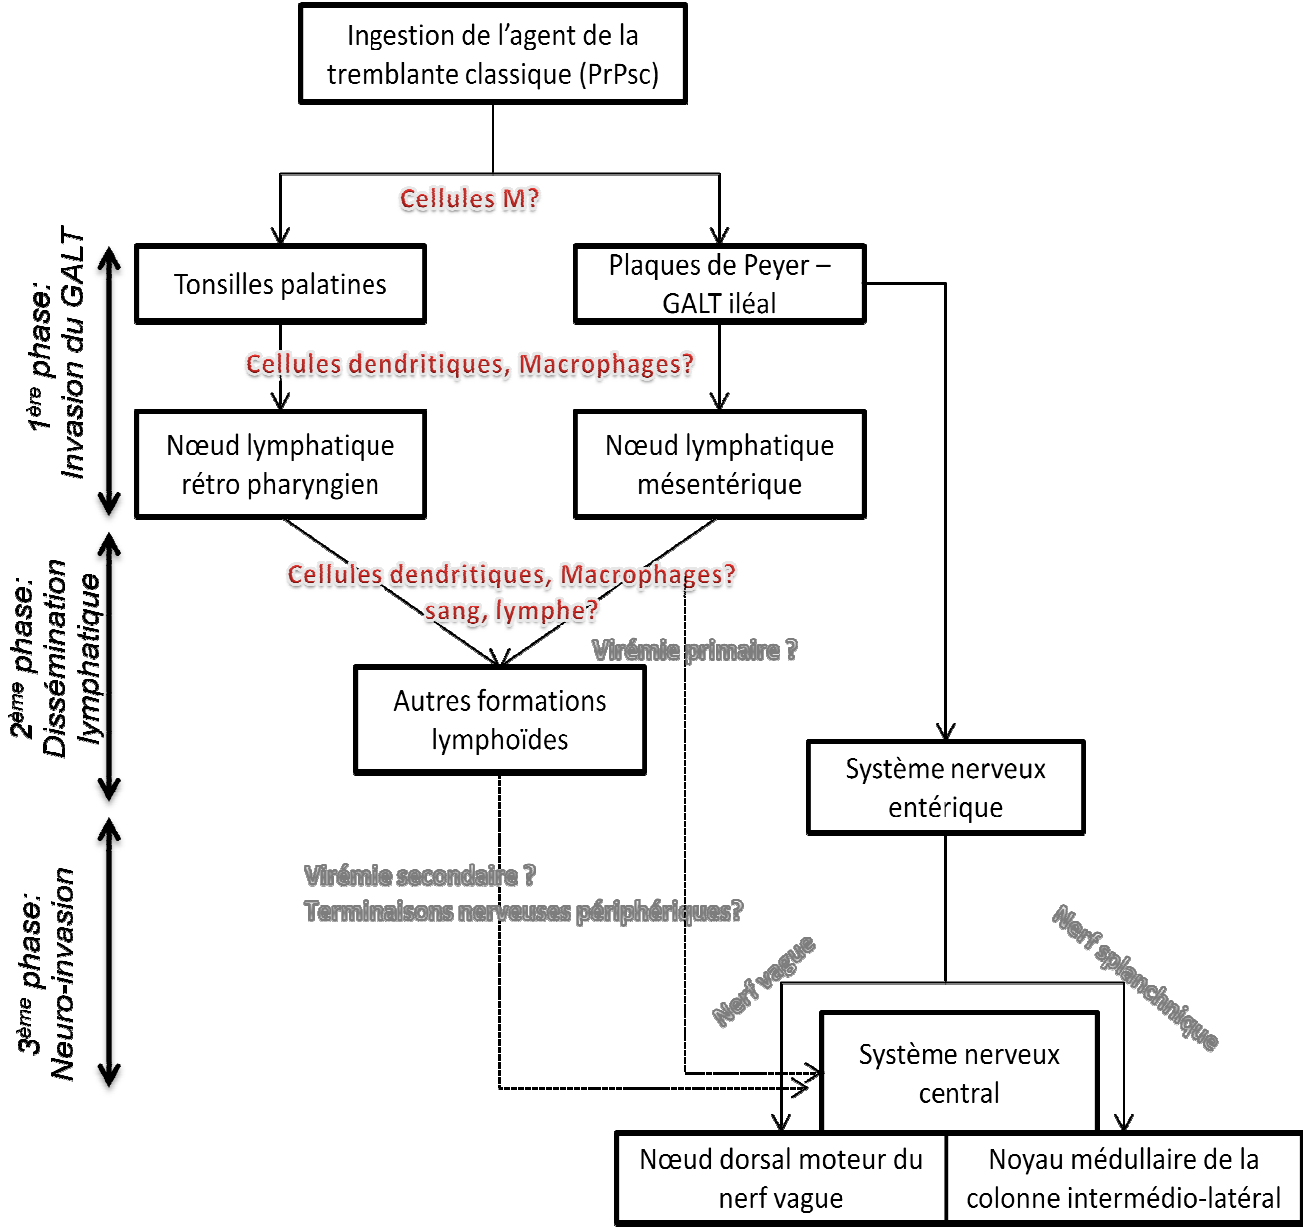 Ingestion de l’agent de la
tremblante classique (PrPsc)
Cellules M?
1ère phase:
Invasion du GALT
Tonsilles palatines
Plaques de Peyer –
GALT iléal
Cellules dendritiques, Macrophages?
Nœud lymphatique
rétro pharyngien
Nœud lymphatique
mésentérique
2ème phase:
Dissémination
lymphatique
Cellules dendritiques, Macrophages?
sang, lymphe?
Virémie primaire ?
Autres formations
lymphoïdes
Système nerveux
entérique
3ème phase:
Neuro-invasion
Virémie secondaire ?
Terminaisons nerveuses périphériques?
Nerf vague
Nerf splanchnique
Système nerveux
central
Nœud dorsal moteur du
nerf vague
Noyau médullaire de la
colonne intermédio-latéral